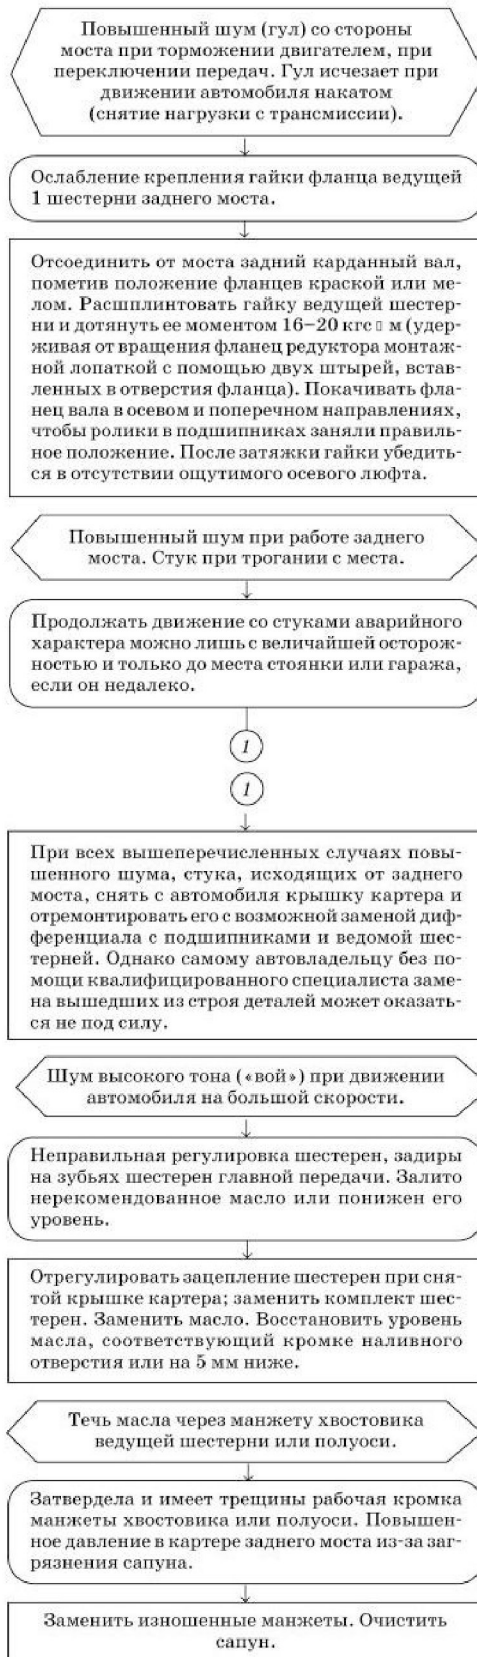 Повышенный шум (гул) со стороны
моста при торможении двигателем, при
переключении передач. Гул исчезает при
движении автомобиля накатом
(снятие нагрузки с трансмиссии).
Ослабление крепления гайки фланца ведущей
1 шестерни заднего моста.
Отсоединить от моста задний карданный вал,
пометив положение фланцев краской или ме-
лом. Расшплинтовать гайку ведущей шестер-
ни и дотянуть ее моментом 16–20 кгс▯м (удер-
живая от вращения фланец редуктора монтаж-
ной лопаткой с помощью двух штырей, встав-
ленных в отверстия фланца). Покачивать фла-
нец вала в осевом и поперечном направлениях,
чтобы ролики в подшипниках заняли правиль-
ное положение. После затяжки гайки убедить-
ся в отсутствии ощутимого осевого люфта.
Повышенный шум при работе заднего
моста. Стук при трогании с места.
Продолжать движение со стуками аварийного
характера можно лишь с величайшей осторож-
ностью и только до места стоянки или гаража,
если он недалеко.
1
1
При всех вышеперечисленных случаях повы-
шенного шума, стука, исходящих от заднего
моста, снять с автомобиля крышку картера и
отремонтировать его с возможной заменой диф-
ференциала с подшипниками и ведомой шес-
терней. Однако самому автовладельцу без по-
мощи квалифицированного специалиста заме-
на вышедших из строя деталей может оказать-
ся не под силу.
Шум высокого тона («вой») при движении
автомобиля на большой скорости.
Неправильная регулировка шестерен, задиры
на зубьях шестерен главной передачи. Залито
нерекомендованное масло или понижен его
уровень.
Отрегулировать зацепление шестерен при сня-
той крышке картера; заменить комплект шес-
терен. Заменить масло. Восстановить уровень
масла, соответствующий кромке наливного
отверстия или на 5 мм ниже.
Течь масла через манжету хвостовика
ведущей шестерни или полуоси.
Затвердела и имеет трещины рабочая кромка
манжеты хвостовика или полуоси. Повышен-
ное давление в картере заднего моста из-за заг-
рязнения сапуна.
Заменить изношенные манжеты. Очистить
сапун.